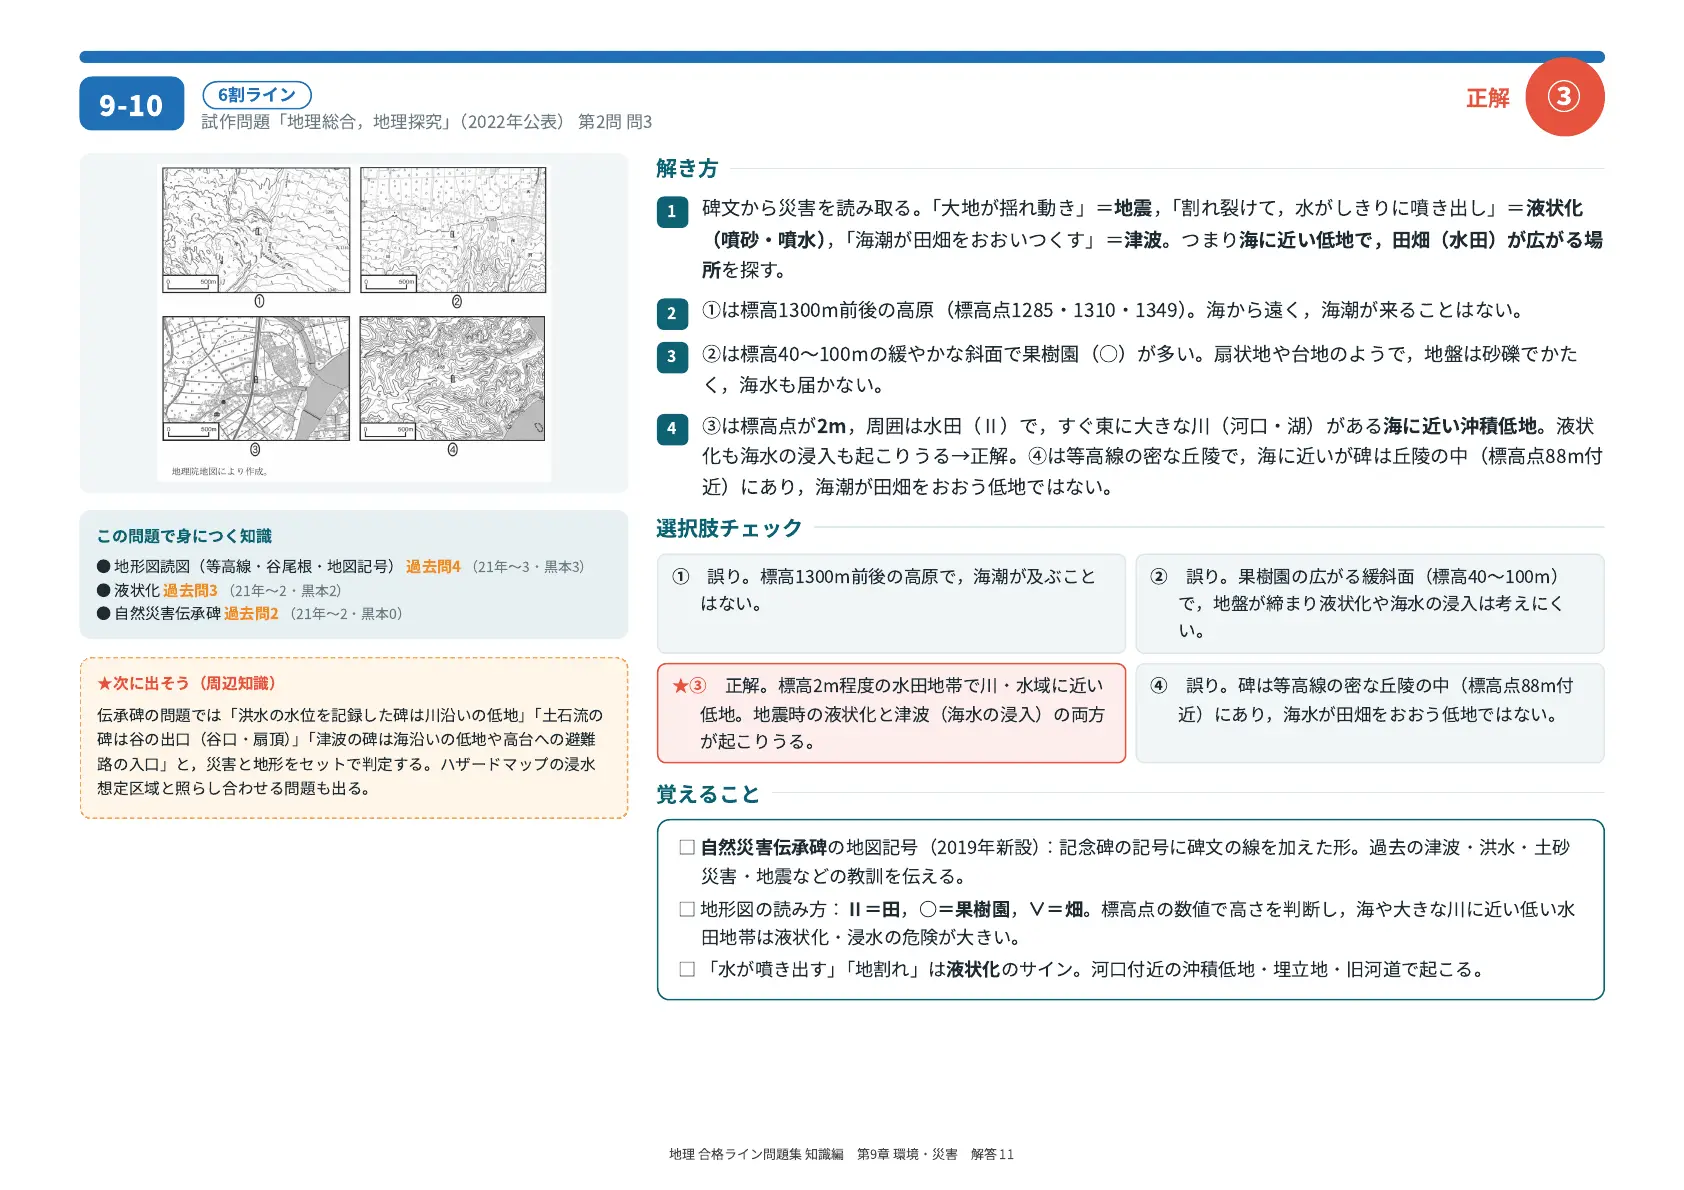 9-10
6割ライン
試作問題「地理総合，地理探究」（2022年公表） 第2問 問3
正解 ③
500m
①
500m
②
500m
③
500m
④
地理院地図により作成。
この問題で身につく知識
● 地形図読図（等高線・谷尾根・地図記号） 過去問4 （21年〜3・黒本3）
● 液状化 過去問3 （21年〜2・黒本2）
● 自然災害伝承碑 過去問2 （21年〜2・黒本0）
★次に出そう（周辺知識）
伝承碑の問題では「洪水の水位を記録した碑は川沿いの低地」「土石流の
碑は谷の出口（谷口・扇頂）」「津波の碑は海沿いの低地や高台への避難
路の入口」と，災害と地形をセットで判定する。ハザードマップの浸水
想定区域と照らし合わせる問題も出る。
解き方
1 碑文から災害を読み取る。「大地が揺れ動き」＝地震，「割れ裂けて，水がしきりに噴き出し」＝液状化
（噴砂・噴水），「海潮が田畑をおおいつくす」＝津波。つまり海に近い低地で，田畑（水田）が広がる場
所を探す。
2 ①は標高1300m前後の高原（標高点1285・1310・1349）。海から遠く，海潮が来ることはない。
3 ②は標高40〜100mの緩やかな斜面で果樹園（○）が多い。扇状地や台地のようで，地盤は砂礫でかた
く，海水も届かない。
4 ③は標高点が2m，周囲は水田（Ⅱ）で，すぐ東に大きな川（河口・湖）がある海に近い沖積低地。液状
化も海水の浸入も起こりうる→正解。④は等高線の密な丘陵で，海に近いが碑は丘陵の中（標高点88m付
近）にあり，海潮が田畑をおおう低地ではない。
選択肢チェック
① 誤り。標高1300m前後の高原で，海潮が及ぶこと
はない。
② 誤り。果樹園の広がる緩斜面（標高40〜100m）
で，地盤が締まり液状化や海水の浸入は考えにく
い。
★③ 正解。標高2m程度の水田地帯で川・水域に近い
低地。地震時の液状化と津波（海水の浸入）の両方
が起こりうる。
④ 誤り。碑は等高線の密な丘陵の中（標高点88m付
近）にあり，海水が田畑をおおう低地ではない。
覚えること
□ 自然災害伝承碑の地図記号（2019年新設）：記念碑の記号に碑文の線を加えた形。過去の津波・洪水・土砂
災害・地震などの教訓を伝える。
□ 地形図の読み方：Ⅱ＝田，○＝果樹園，∨＝畑。標高点の数値で高さを判断し，海や大きな川に近い低い水
田地帯は液状化・浸水の危険が大きい。
□ 「水が噴き出す」「地割れ」は液状化のサイン。河口付近の沖積低地・埋立地・旧河道で起こる。
地理 合格ライン問題集 知識編　第9章 環境・災害　解答11